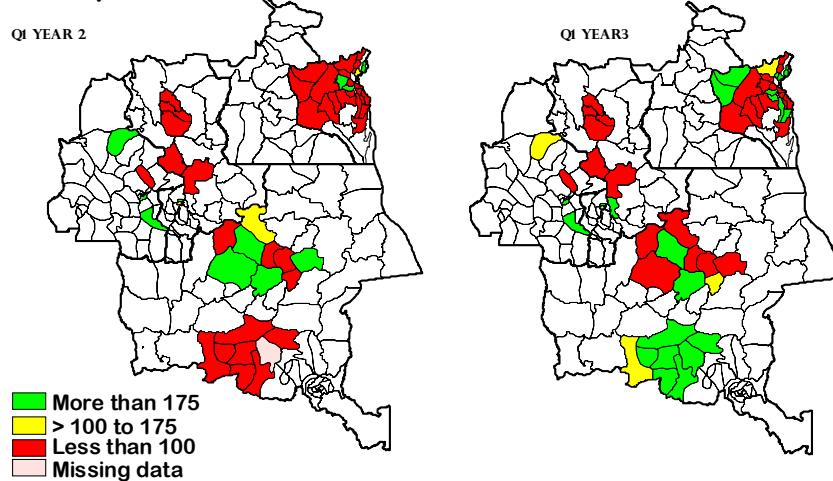 Q1 YEAR 2
Q1 YEAR3
More than 175
> 100 to 175
Less than 100
Missing data